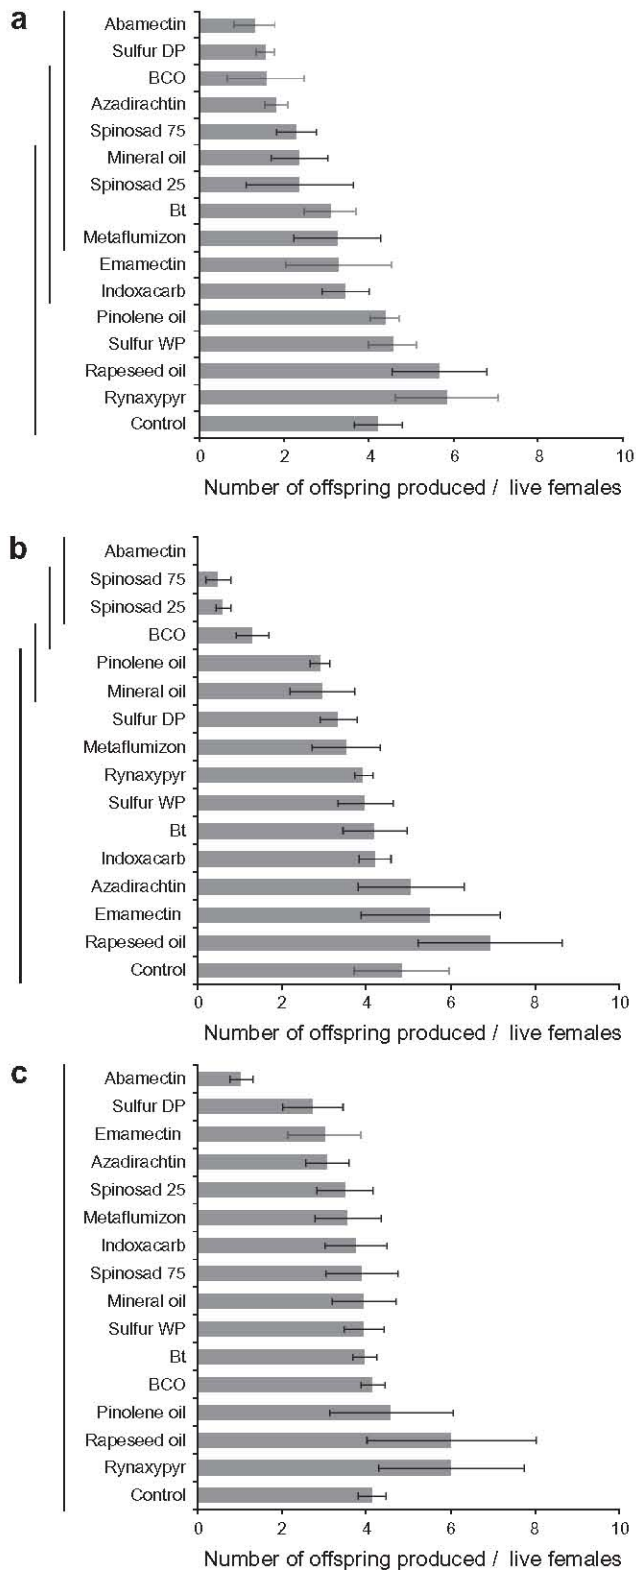 a
Abamectin
Sulfur DP
BCO
Azadirachtin
Spinosad 75
Mineral oil
Spinosad 25
Bt
Metaflumizon
Emamectin
Indoxacarb
Pinolene oil
Sulfur WP
Rapeseed oil
Rynaxypyr
Control
0 2 4 6 8 10
Number of offspring produced / live females
b
Abamectin
Spinosad 75
Spinosad 25
BCO
Pinolene oil
Mineral oil
Sulfur DP
Metaflumizon
Rynaxypyr
Sulfur WP
Bt
Indoxacarb
Azadirachtin
Emamectin
Rapeseed oil
Control
0 2 4 6 8 10
Number of offspring produced / live females
c
Abamectin
Sulfur DP
Emamectin
Azadirachtin
Spinosad 25
Metaflumizon
Indoxacarb
Spinosad 75
Mineral oil
Sulfur WP
Bt
BCO
Pinolene oil
Rapeseed oil
Rynaxypyr
Control
0 2 4 6 8 10
Number of offspring produced / live females